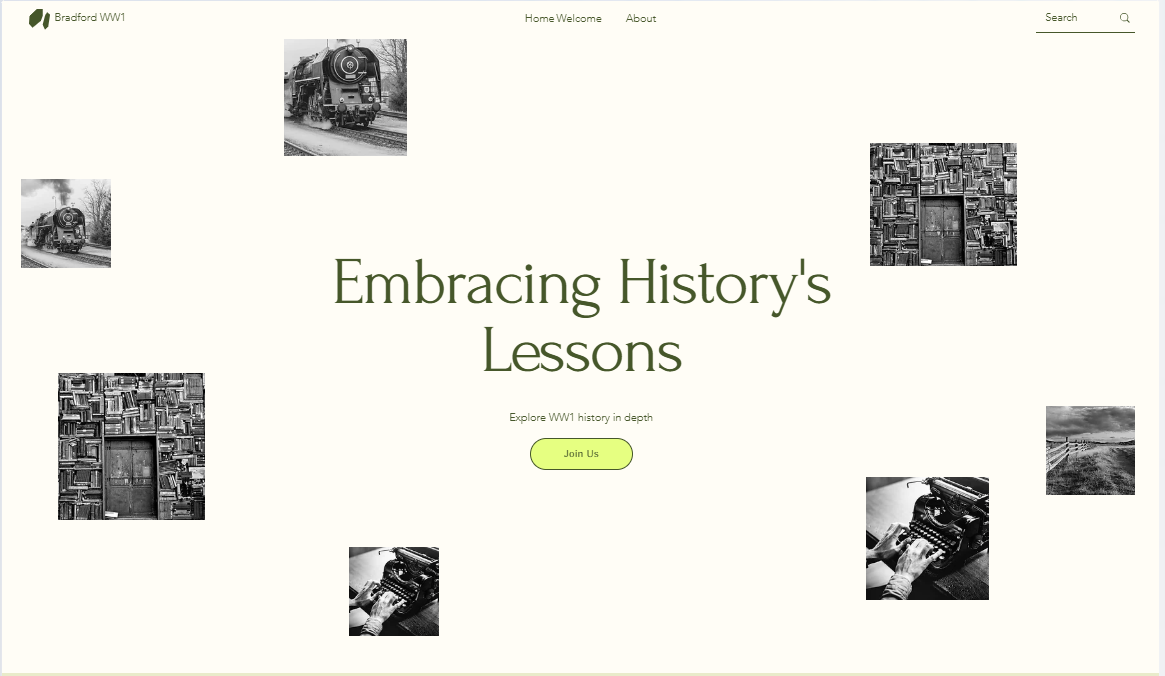 Bradford WW1
Home Welcome About
Search
Embracing History's
Lessons
Explore WW1 history in depth
Join Us